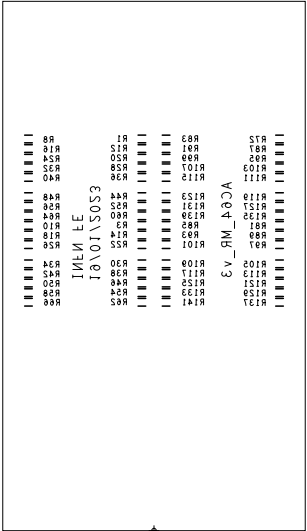 R8
R16
R24
R32
R40
R48
R56
R64
R10
R18
R26
R34
R42
R50
R58
R66
INFN FE
19/01/2023
R1
R12
R20
R28
R36
R44
R52
R60
R3
R14
R22
R30
R38
R46
R54
R62
R83
R91
R99
R107
R115
R123
R131
R139
R85
R93
R101
R109
R117
R125
R133
R141
AC64_MR_v3
R72
R87
R95
R103
R111
R119
R127
R135
R81
R89
R97
R105
R113
R121
R129
R137